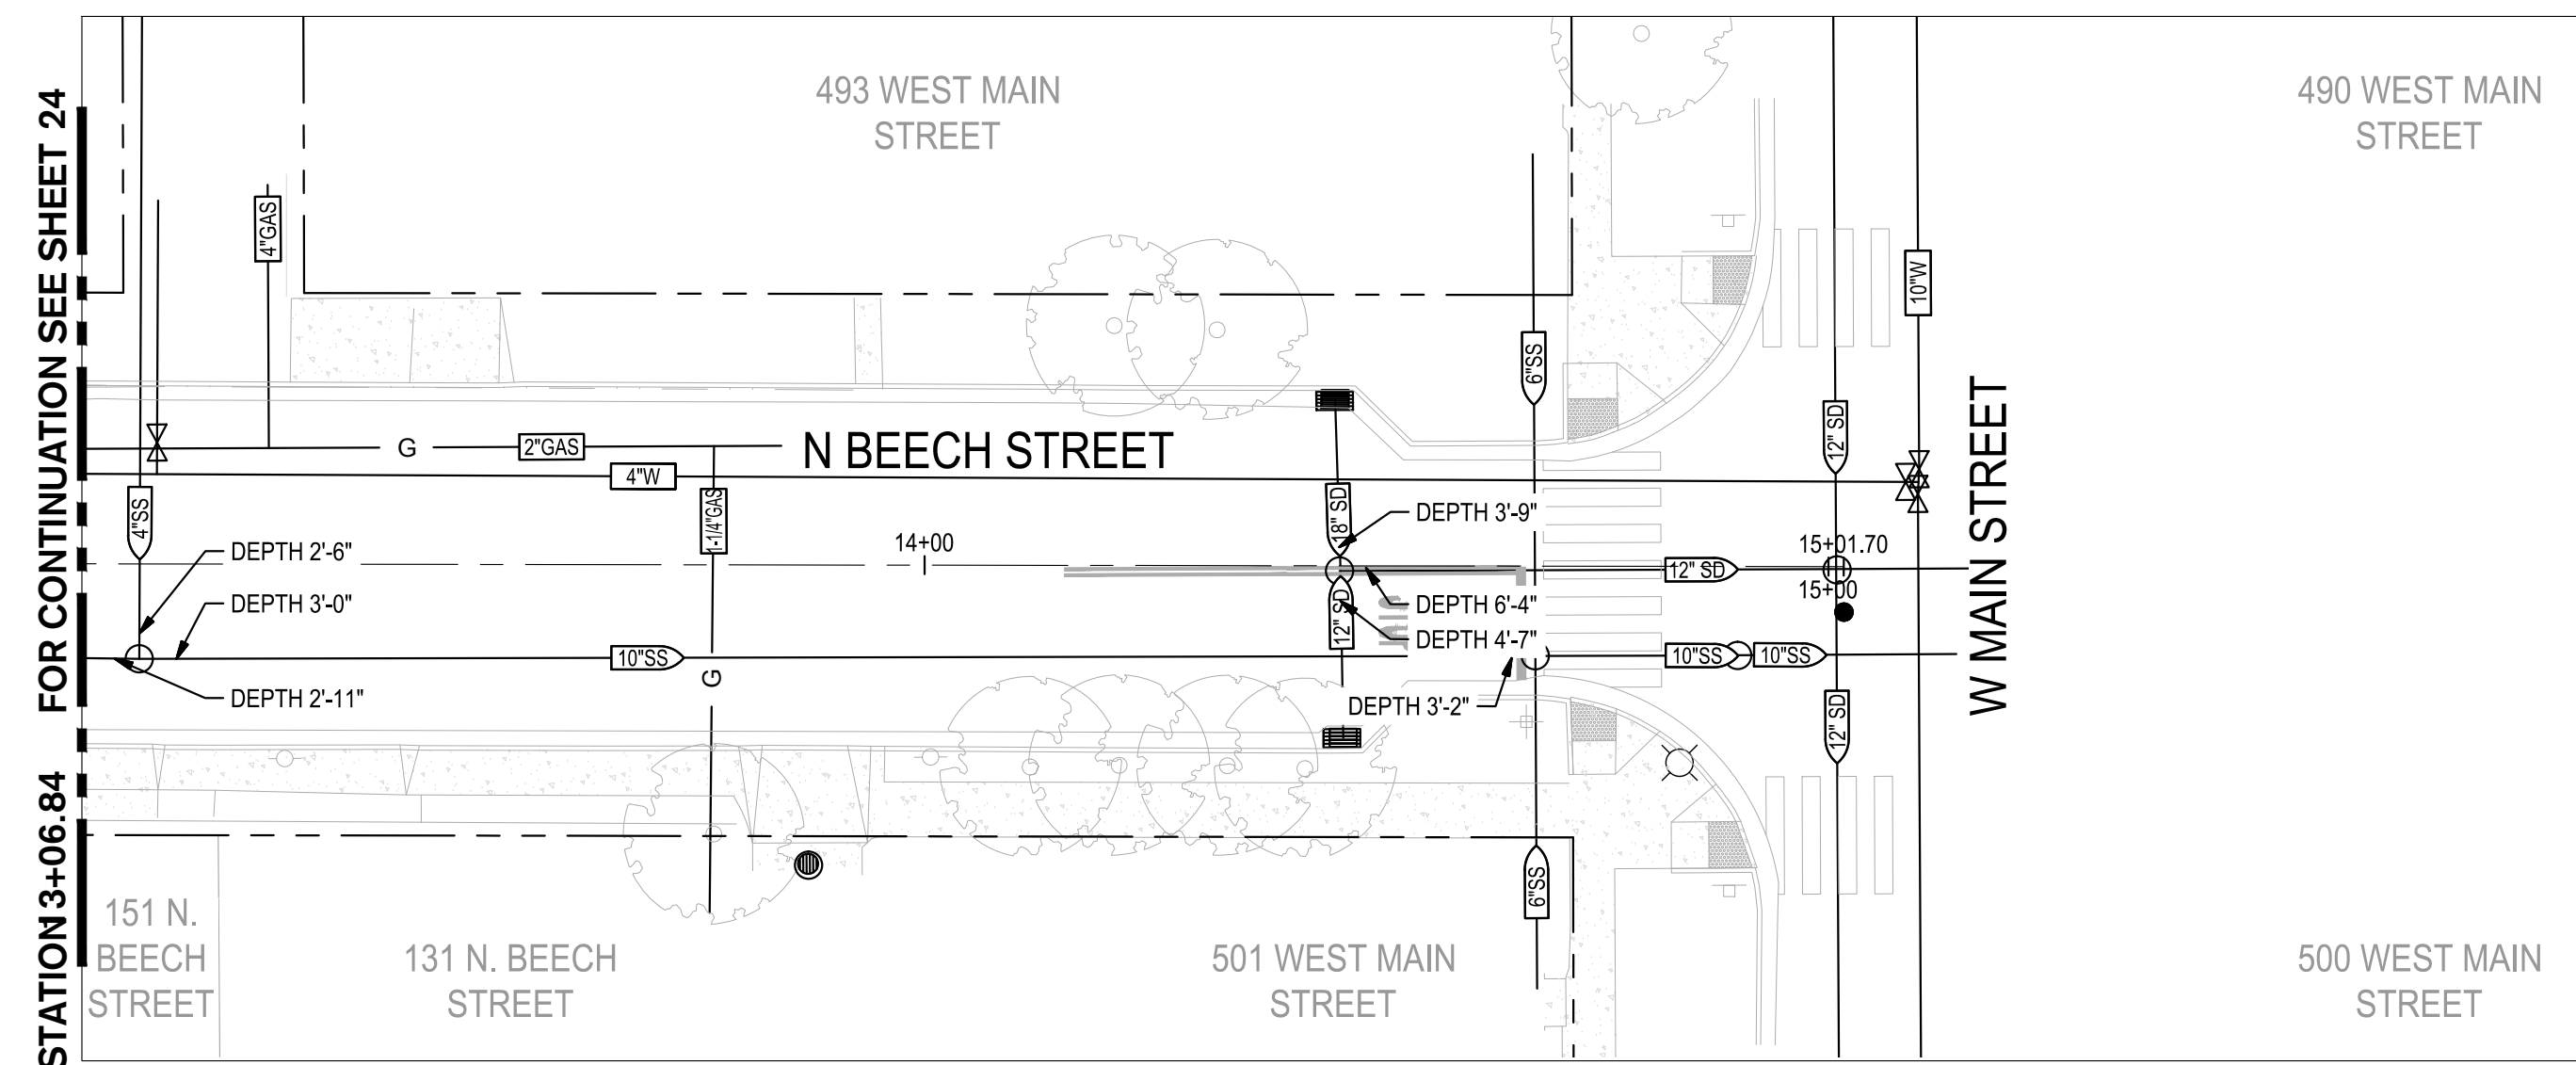 FOR CONTINUATION SEE SHEET 24
STATION 13+06.84
493 WEST MAIN
STREET
490 WEST MAIN
STREET
4"GAS
10"W
6"SS
12" SD
G
2"GAS
N BEECH STREET
4"W
4"SS
1-1/4"GAS
18" SD
DEPTH 3'-9"
W MAIN STREET
14+00
15+01.70
DEPTH 2'-6"
12" SD
15+00
DEPTH 3'-0"
DEPTH 6'-4"
12" SD
DEPTH 4'-7"
10"SS
10"SS
10"SS
G
DEPTH 2'-11"
DEPTH 3'-2"
12" SD
6"SS
151 N.
BEECH
STREET
131 N. BEECH
STREET
501 WEST MAIN
STREET
500 WEST MAIN
STREET